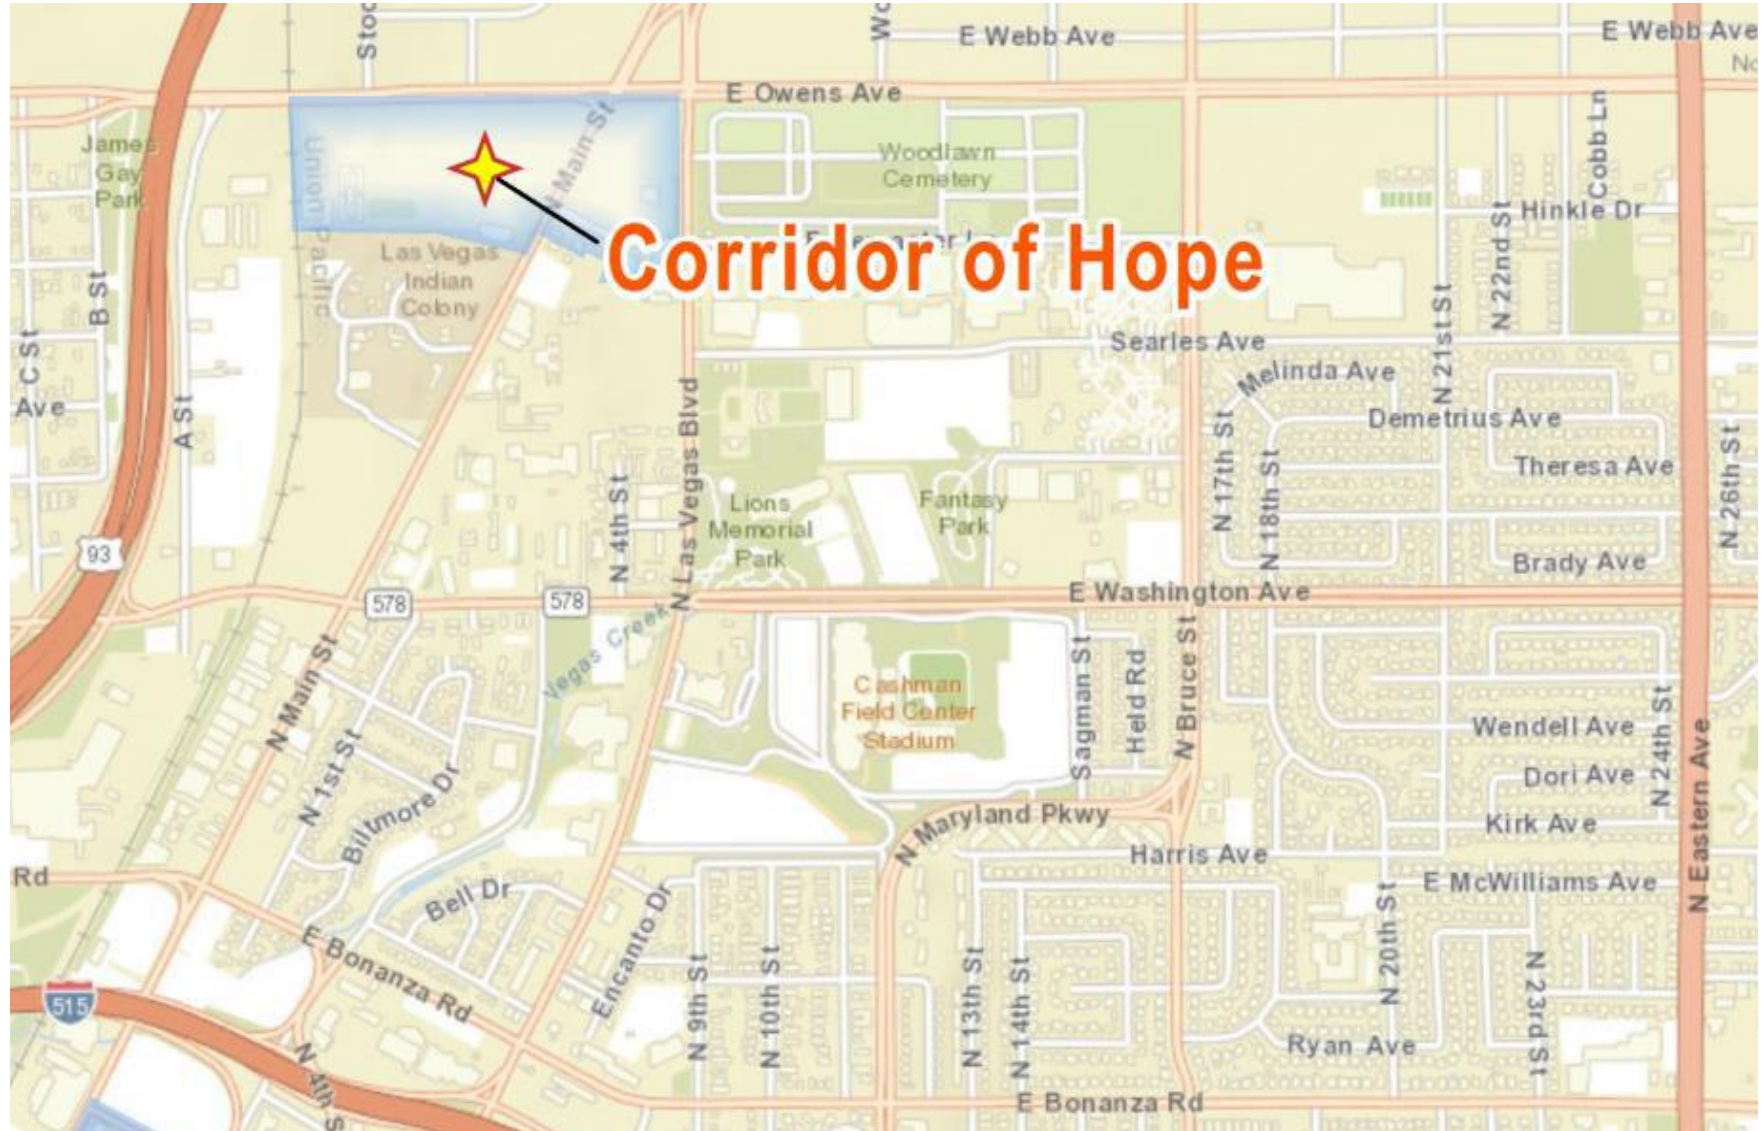 E Webb Ave
E Webb Ave
E Owens Ave
James
Gay
Park
Union Pacific
N Main St
Woodlawn
Cemetery
Cobb Ln
Hinkle Dr
N 22nd St
Corridor of Hope
Las Vegas
Indian
Colony
B St
C St
Ave
A St
Searles Ave
N 21st St
Melinda Ave
Demetrius Ave
Theresa Ave
N 17th St
N 18th St
N 26th St
Brady Ave
N Las Vegas Blvd
N 4th St
Lions
Memorial
Park
Fantasy
Park
93
578
578
E Washington Ave
Vegas Creek
N Main St
Cashman
Field Center
Stadium
Sagman St
Held Rd
N Bruce St
Wendell Ave
N 24th St
Dori Ave
Kirk Ave
N Eastern Ave
N 1st St
Biltmore Dr
N Maryland Pkwy
Harris Ave
E McWilliams Ave
Rd
Bell Dr
Encanto Dr
E Bonanza Rd
N 9th St
N 10th St
N 13th St
N 14th St
N 20th St
N 23rd St
515
Ryan Ave
N 4th S
E Bonanza Rd